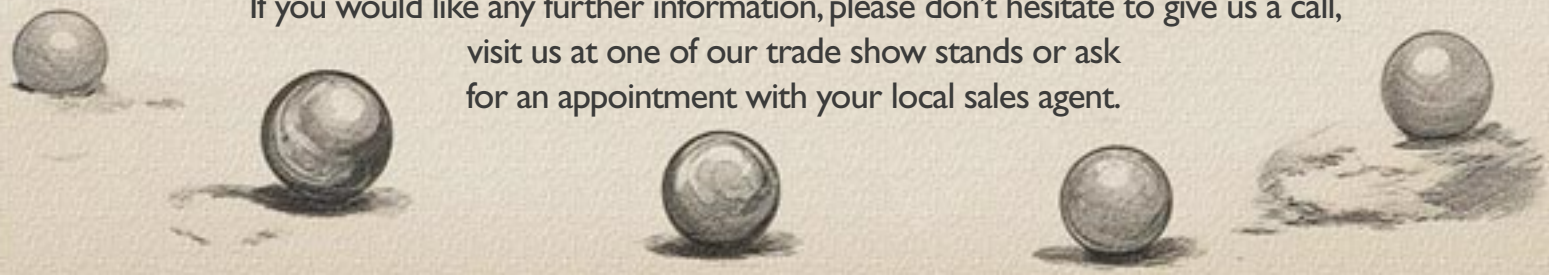 If you would like any further information, please don't hesitate to give us a call,
visit us at one of our trade show stands or ask
for an appointment with your local sales agent.